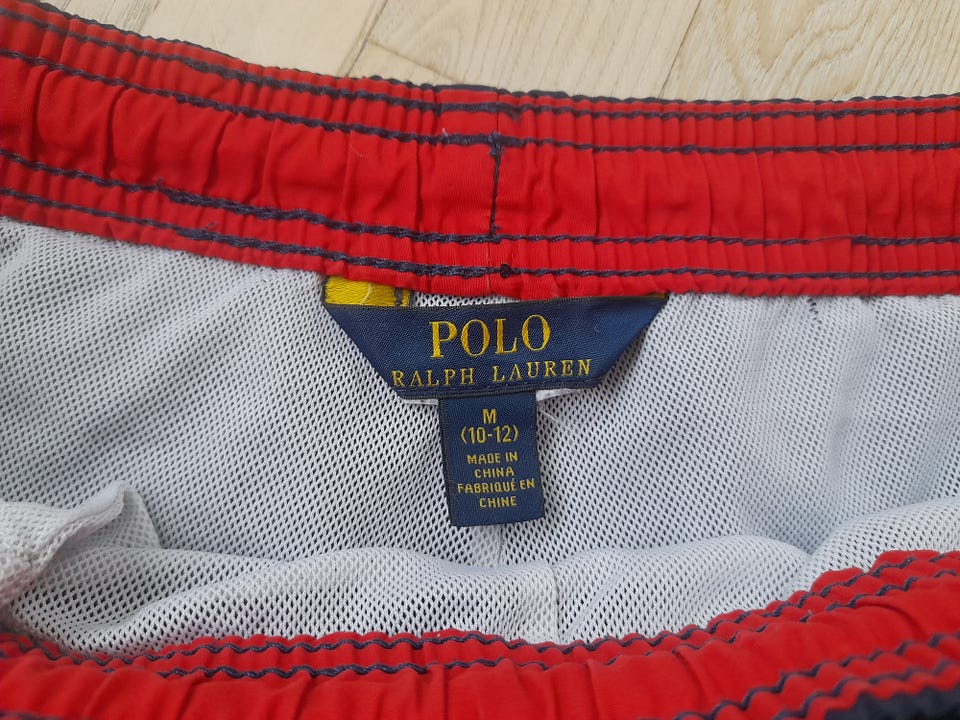 POLO
RALPH LAUREN
M
(10-12)
MADE IN
CHINA
FABRIQUÉ EN
CHINE